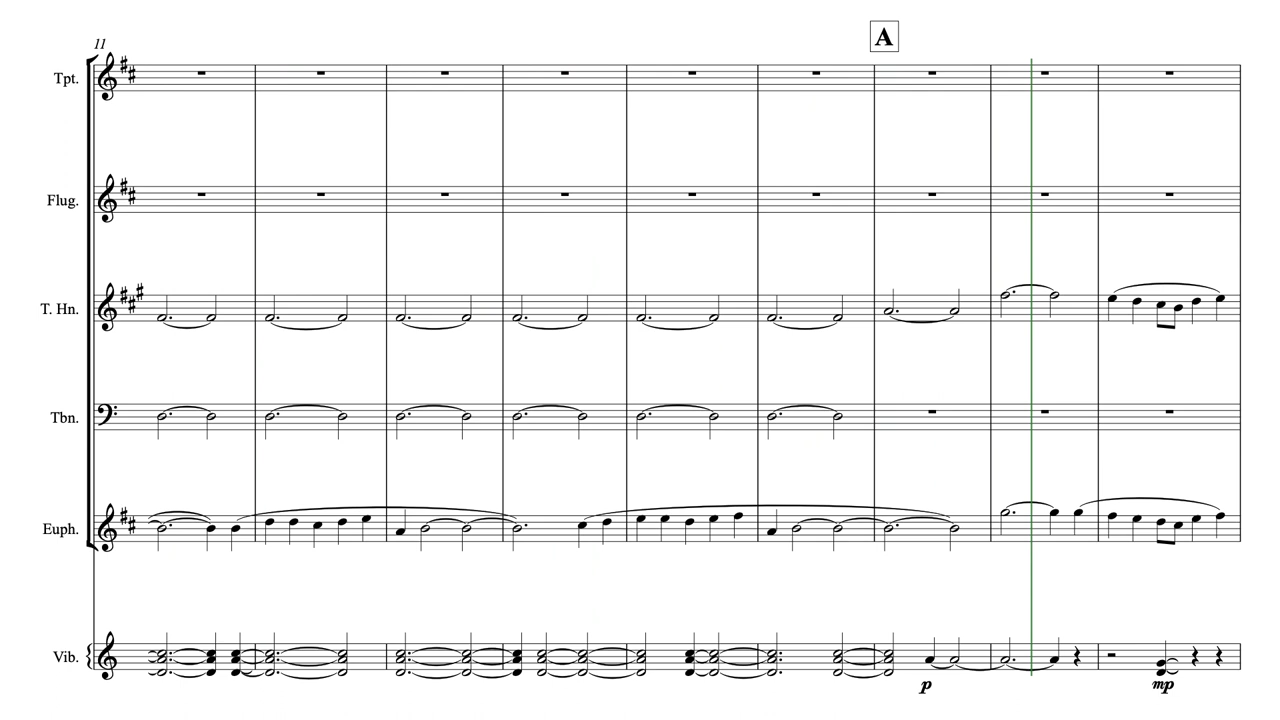 A
11
Tpt.
Flug.
T. Hn.
Tbn.
Euph.
Vib.
p
mp